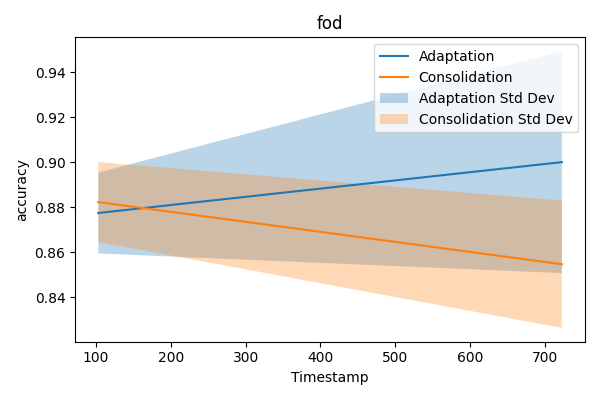 fod
Adaptation
Consolidation
Adaptation Std Dev
Consolidation Std Dev
accuracy
0.94
0.92
0.90
0.88
0.86
0.84
100 200 300 400 500 600 700
Timestamp